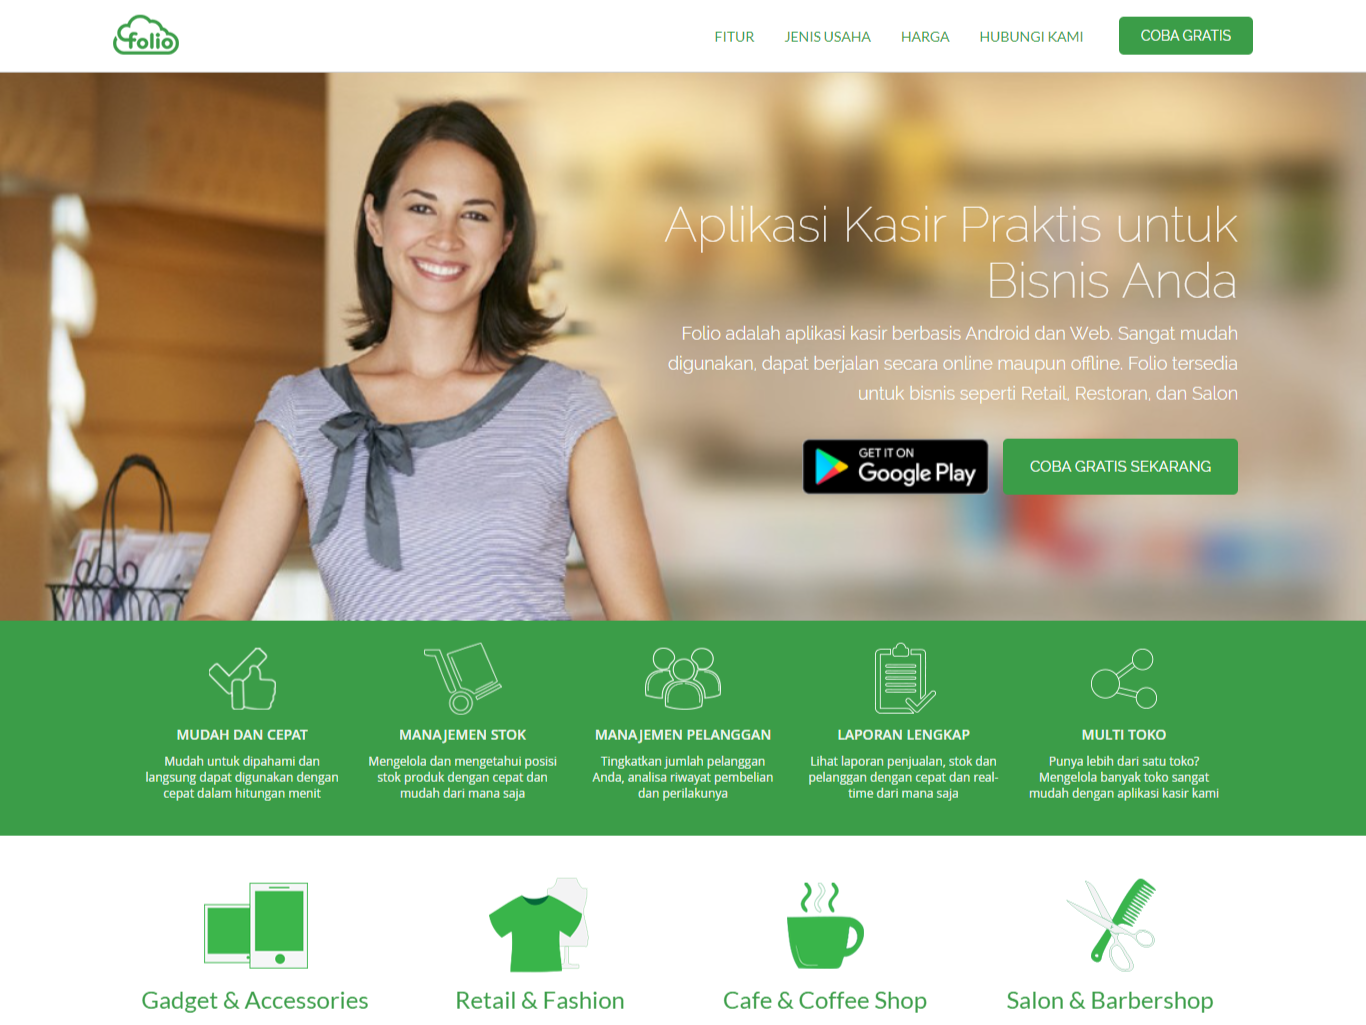 folio
FITUR
JENIS USAHA
HARGA
HUBUNGI KAMI
COBA GRATIS
Aplikasi Kasir Praktis untuk
Bisnis Anda
Folio adalah aplikasi kasir berbasis Android dan Web. Sangat mudah
digunakan, dapat berjalan secara online maupun offline. Folio tersedia
untuk bisnis seperti Retail, Restoran, dan Salon
GET IT ON
Google Play
COBA GRATIS SEKARANG
MUDAH DAN CEPAT
Mudah untuk dipahami dan
langsung dapat digunakan dengan
cepat dalam hitungan menit
MANAJEMEN STOK
Mengelola dan mengetahui posisi
stok produk dengan cepat dan
mudah dari mana saja
MANAJEMEN PELANGGAN
Tingkatkan jumlah pelanggan
Anda, analisa riwayat pembelian
dan perilakunya
LAPORAN LENGKAP
Lihat laporan penjualan, stok dan
pelanggan dengan cepat dan real-
time dari mana saja
MULTI TOKO
Punya lebih dari satu toko?
Mengelola banyak toko sangat
mudah dengan aplikasi kasir kami
Gadget & Accessories
Retail & Fashion
Cafe & Coffee Shop
Salon & Barbershop